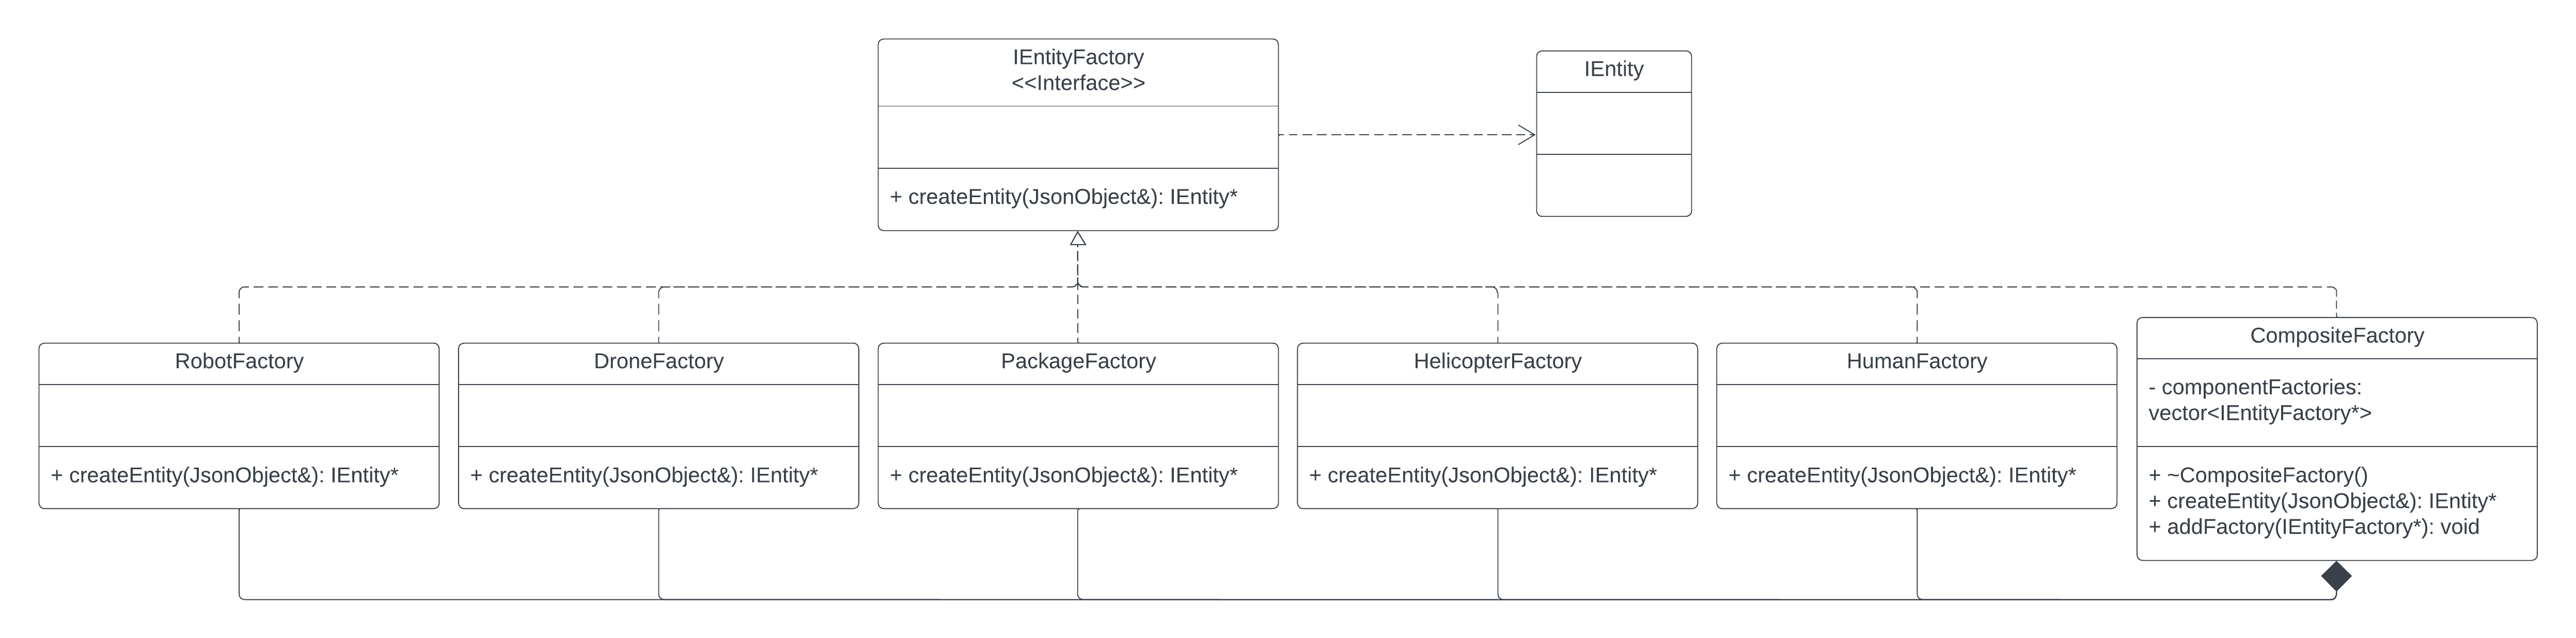 IEntityFactory
<<Interface>>
+ createEntity(JsonObject&): IEntity*
IEntity
RobotFactory
+ createEntity(JsonObject&): IEntity*
DroneFactory
+ createEntity(JsonObject&): IEntity*
PackageFactory
+ createEntity(JsonObject&): IEntity*
HelicopterFactory
+ createEntity(JsonObject&): IEntity*
HumanFactory
+ createEntity(JsonObject&): IEntity*
CompositeFactory
- componentFactories:
vector<IEntityFactory*>
+ ~CompositeFactory()
+ createEntity(JsonObject&): IEntity*
+ addFactory(IEntityFactory*): void